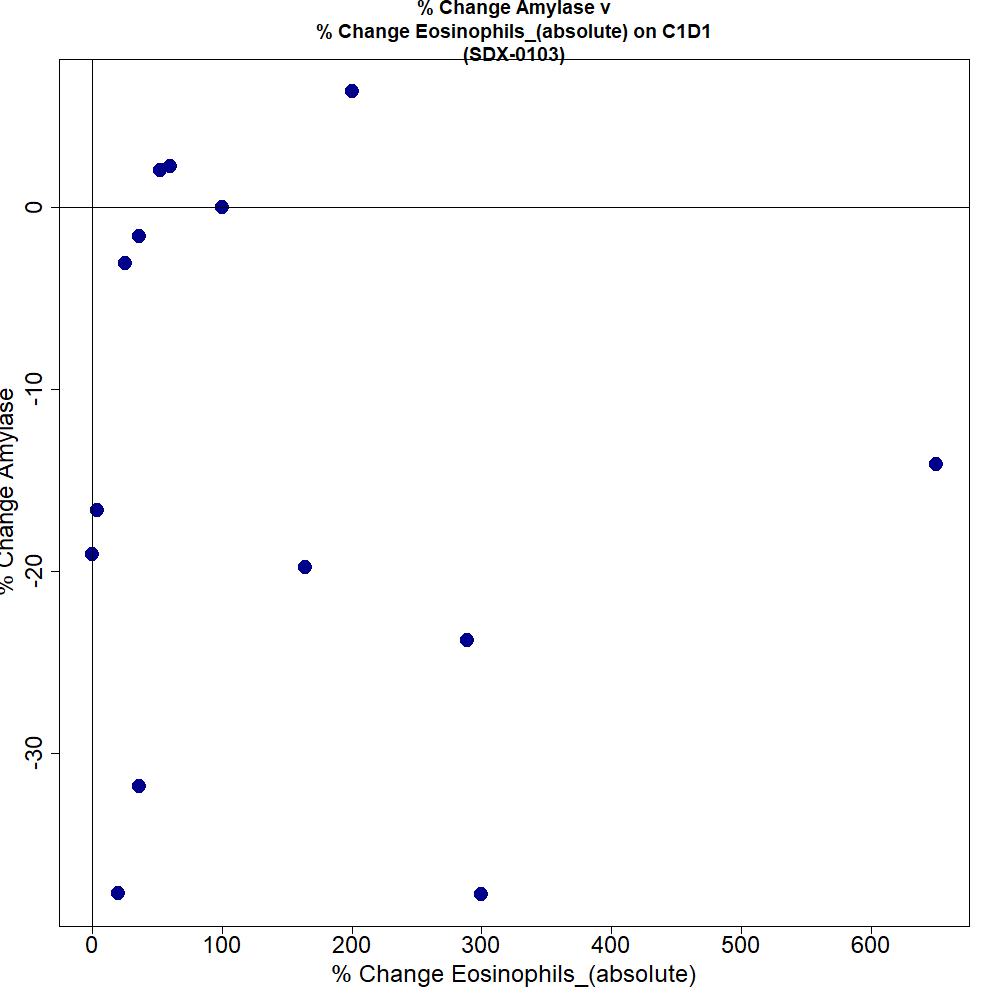 % Change Amylase v
% Change Eosinophils_(absolute) on C1D1
(SDX-0103)
% Change Amylase
0
-10
-20
-30
0 100 200 300 400 500 600
% Change Eosinophils_(absolute)